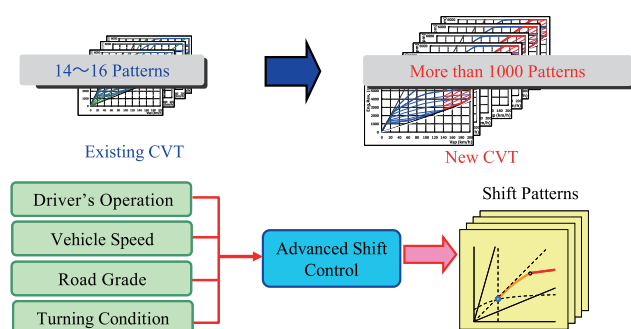 14～16 Patterns
More than 1000 Patterns
Existing CVT
New CVT
Driver's Operation
Vehicle Speed
Road Grade
Turning Condition
Advanced Shift
Control
Shift Patterns